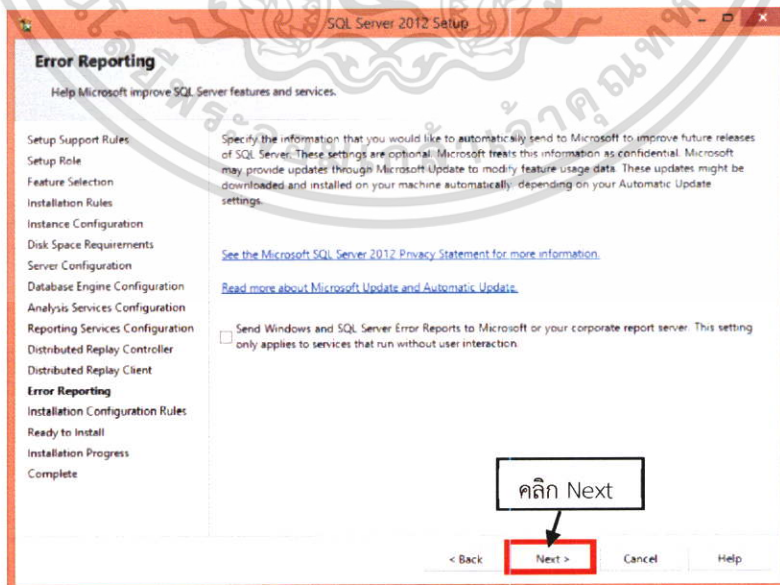 SQL Server 2012 Setup
Error Reporting
Help Microsoft improve SQL Server features and services.
Setup Support Rules
Setup Role
Feature Selection
Installation Rules
Instance Configuration
Disk Space Requirements
Server Configuration
Database Engine Configuration
Analysis Services Configuration
Reporting Services Configuration
Distributed Replay Controller
Distributed Replay Client
Error Reporting
Installation Configuration Rules
Ready to Install
Installation Progress
Complete
Specify the information that you would like to automatically send to Microsoft to improve future releases
of SQL Server. These settings are optional. Microsoft treats this information as confidential. Microsoft
may provide updates through Microsoft Update to modify feature usage data. These updates might be
downloaded and installed on your machine automatically, depending on your Automatic Update
settings.
See the Microsoft SQL Server 2012 Privacy Statement for more information.
Read more about Microsoft Update and Automatic Update.
Send Windows and SQL Server Error Reports to Microsoft or your corporate report server. This setting
only applies to services that run without user interaction.
คลิก Next
< Back
Next >
Cancel
Help